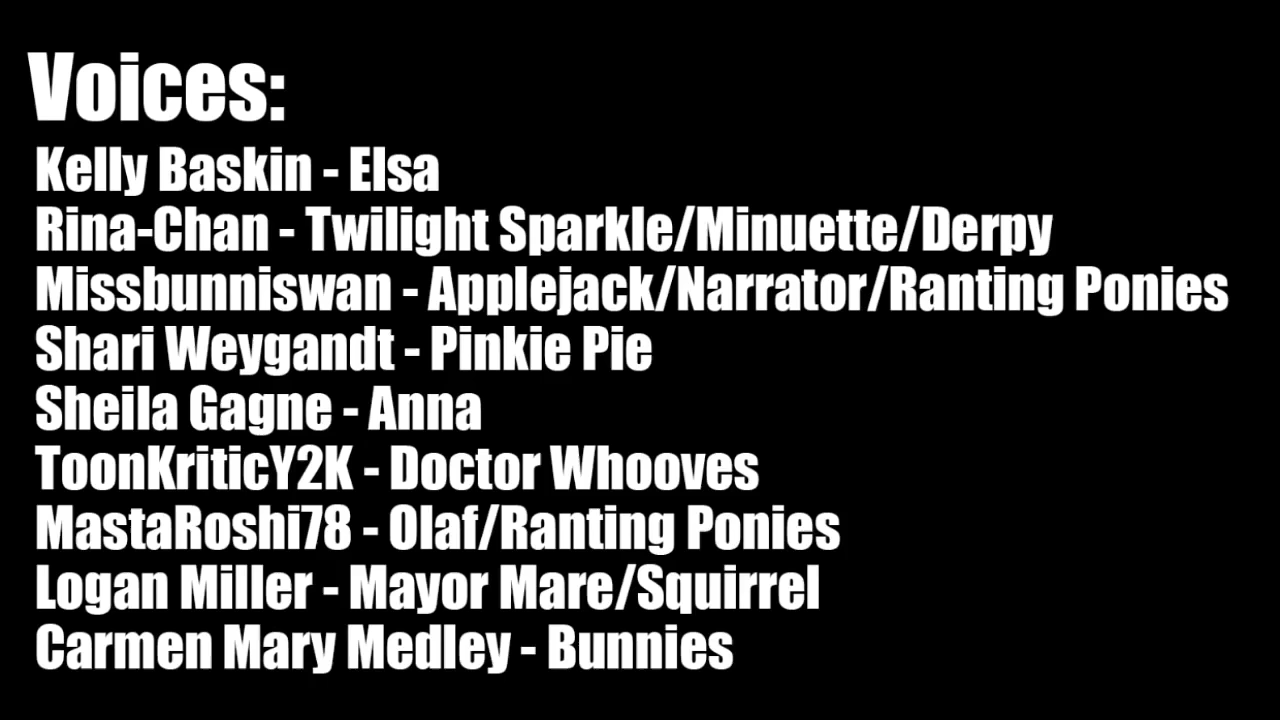 Voices:
Kelly Baskin - Elsa
Rina-Chan - Twilight Sparkle/Minuette/Derpy
Missbunniswan - Applejack/Narrator/Ranting Ponies
Shari Weygandt - Pinkie Pie
Sheila Gagne - Anna
ToonKriticY2K - Doctor Whooves
MastaRoshi78 - Olaf/Ranting Ponies
Logan Miller - Mayor Mare/Squirrel
Carmen Mary Medley - Bunnies